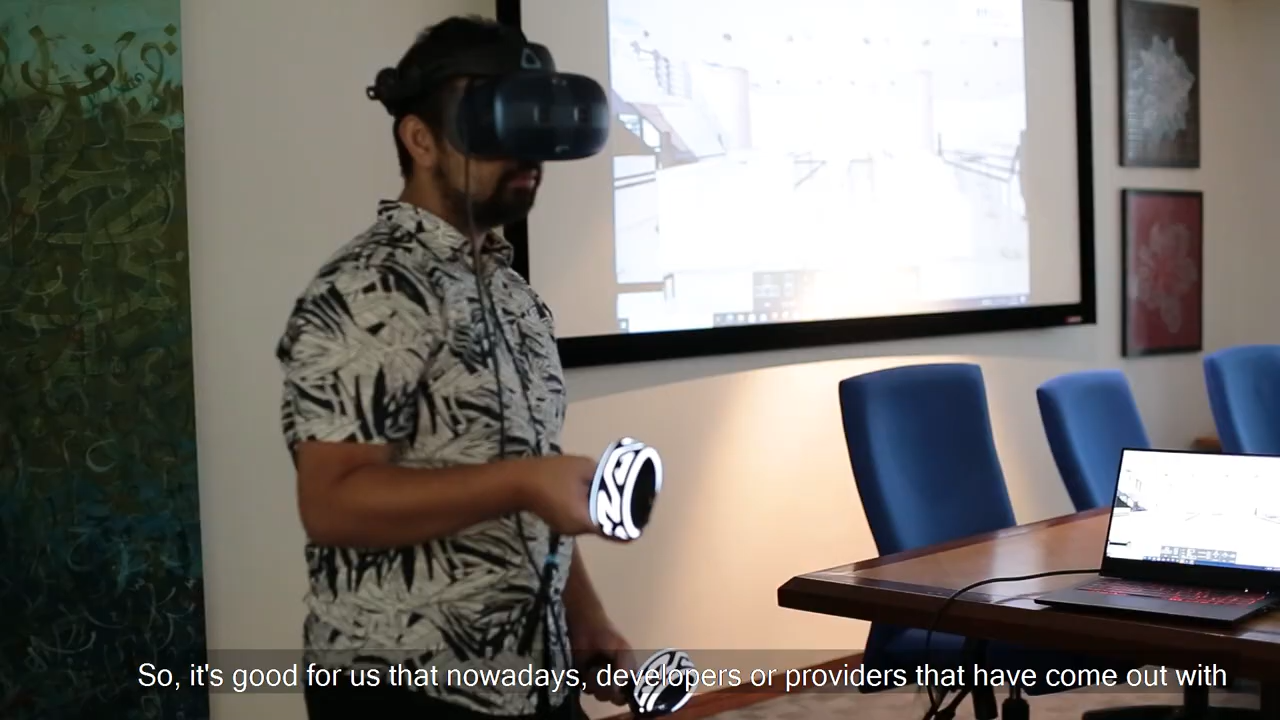 So, it's good for us that nowadays, developers or providers that have come out with